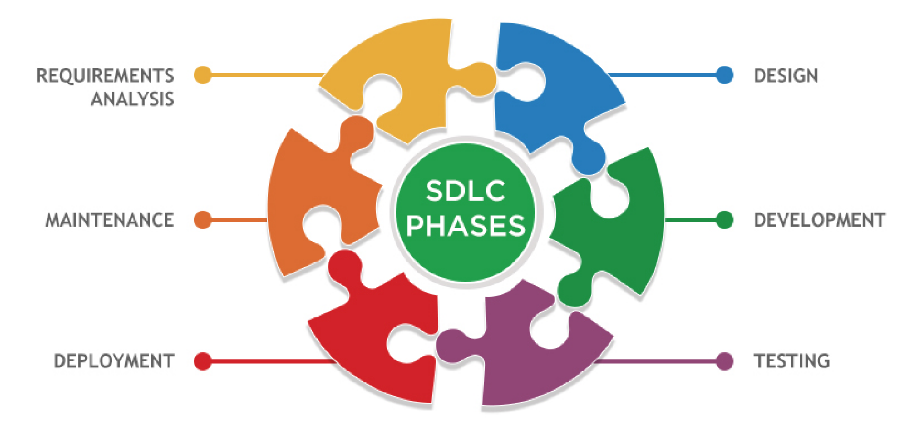 REQUIREMENTS
ANALYSIS
DESIGN
SDLC
PHASES
MAINTENANCE
DEVELOPMENT
DEPLOYMENT
TESTING